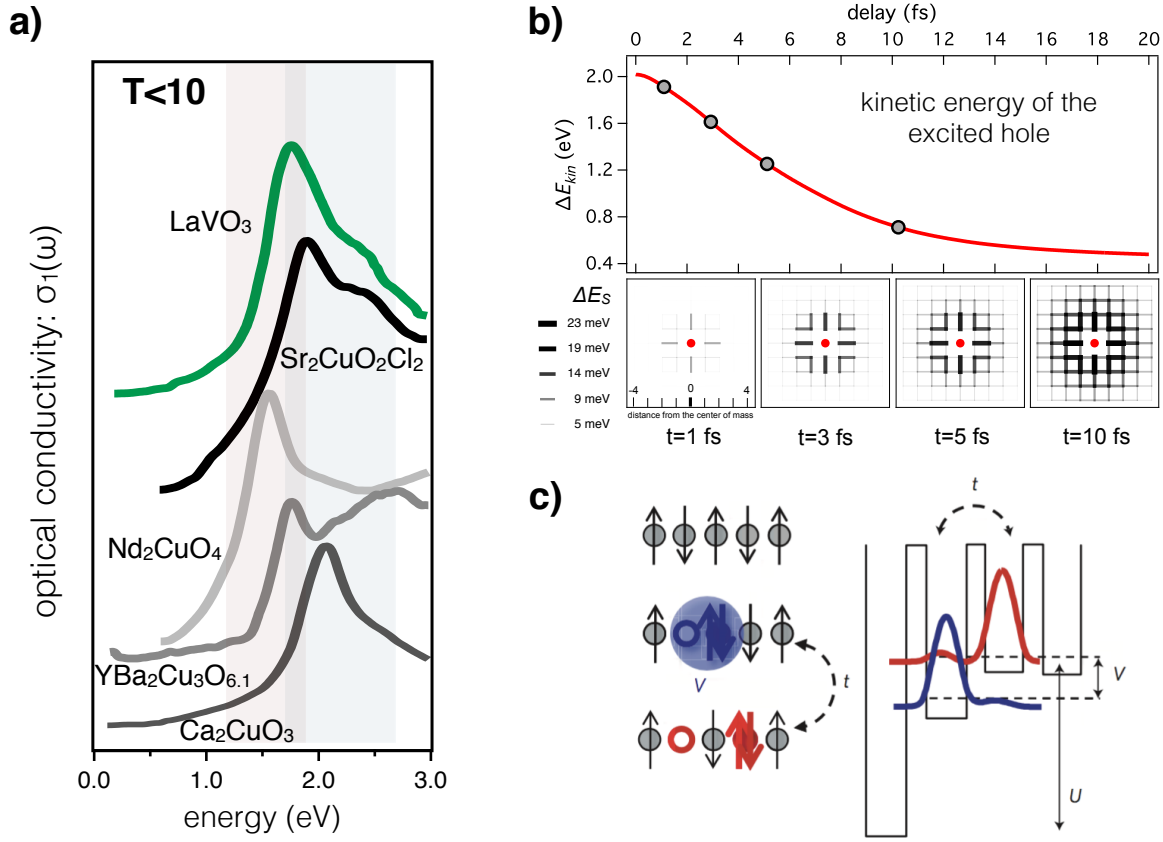 a)
T<10
LaVO₃
Sr₂CuO₂Cl₂
Nd₂CuO₄
YBa₂Cu₃O₆.₁
Ca₂CuO₃
optical conductivity: σ₁(ω)
0.0 1.0 2.0 3.0
energy (eV)
b)
delay (fs)
0 2 4 6 8 10 12 14 16 18 20
2.0
1.6
1.2
0.8
0.4
ΔE_kin (eV)
kinetic energy of the
excited hole
ΔE_S
23 meV
19 meV
14 meV
9 meV
5 meV
-4 0 4
distance from the center of mass
t=1 fs
t=3 fs
t=5 fs
t=10 fs
c)
V
t
t
V
U